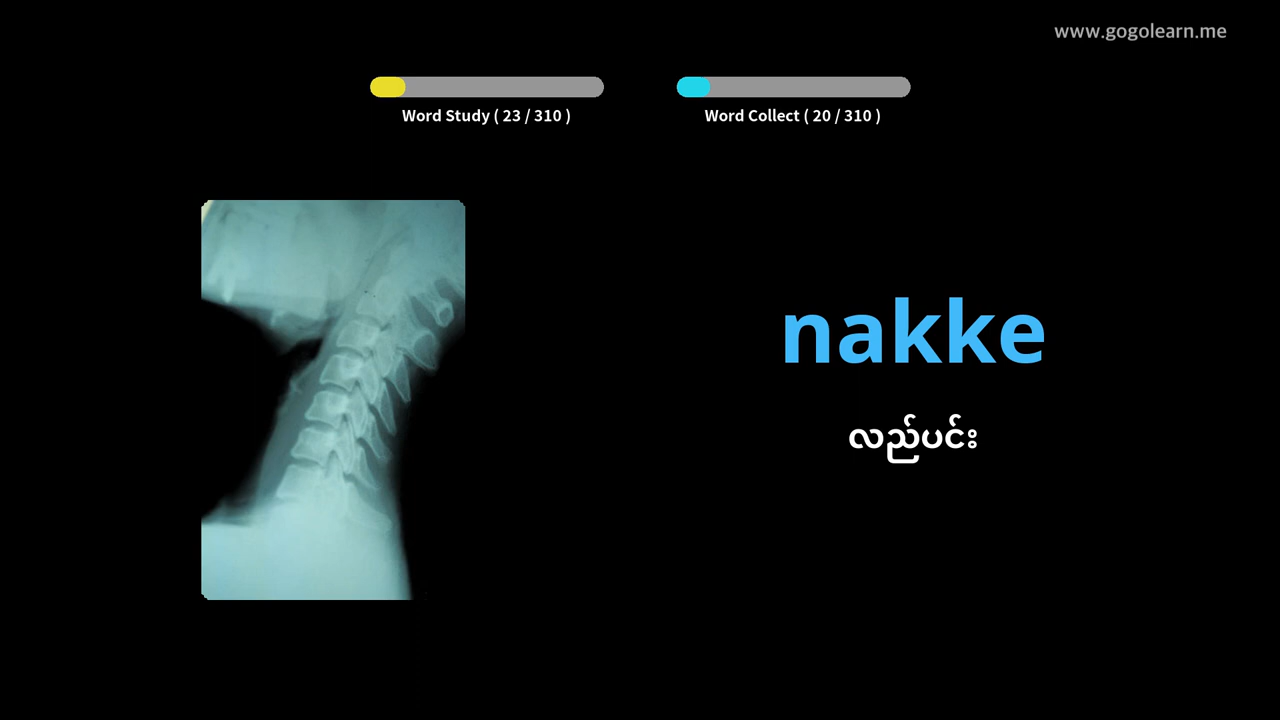 www.gogolearn.me
Word Study ( 23 / 310 )
Word Collect ( 20 / 310 )
nakke
လည်ပင်း